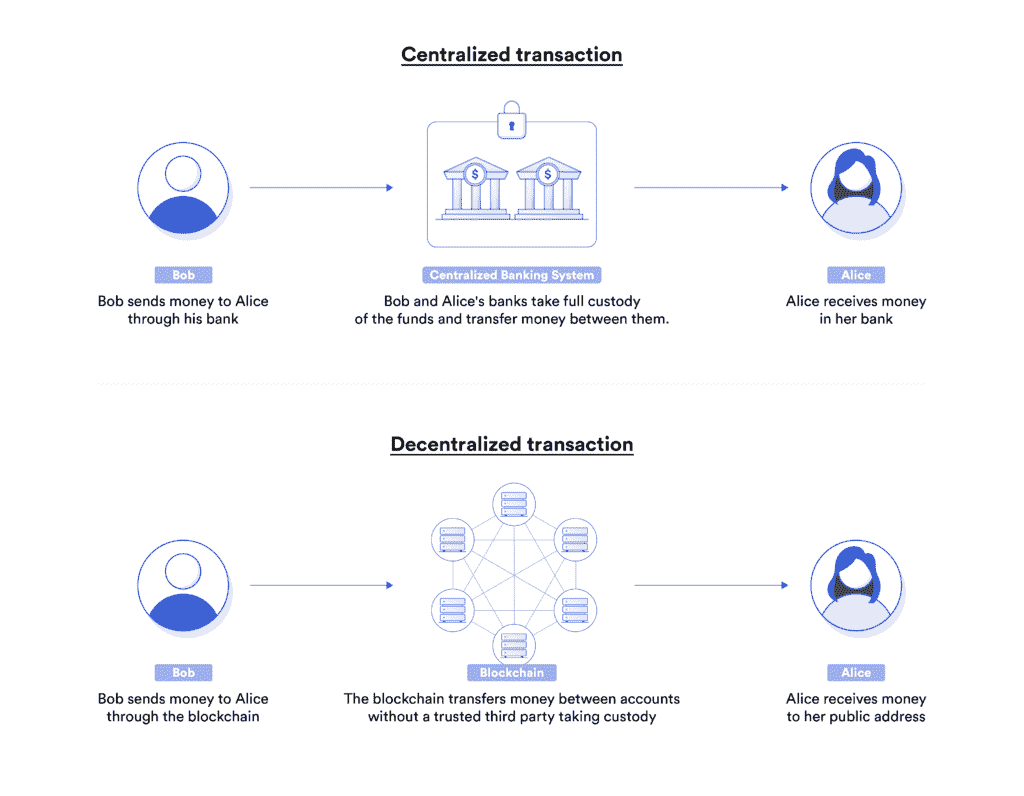 Centralized transaction
$ $
Bob
Centralized Banking System
Alice
Bob sends money to Alice
through his bank
Bob and Alice's banks take full custody
of the funds and transfer money between them.
Alice receives money
in her bank
Decentralized transaction
Bob
Blockchain
Alice
Bob sends money to Alice
through the blockchain
The blockchain transfers money between accounts
without a trusted third party taking custody
Alice receives money
to her public address